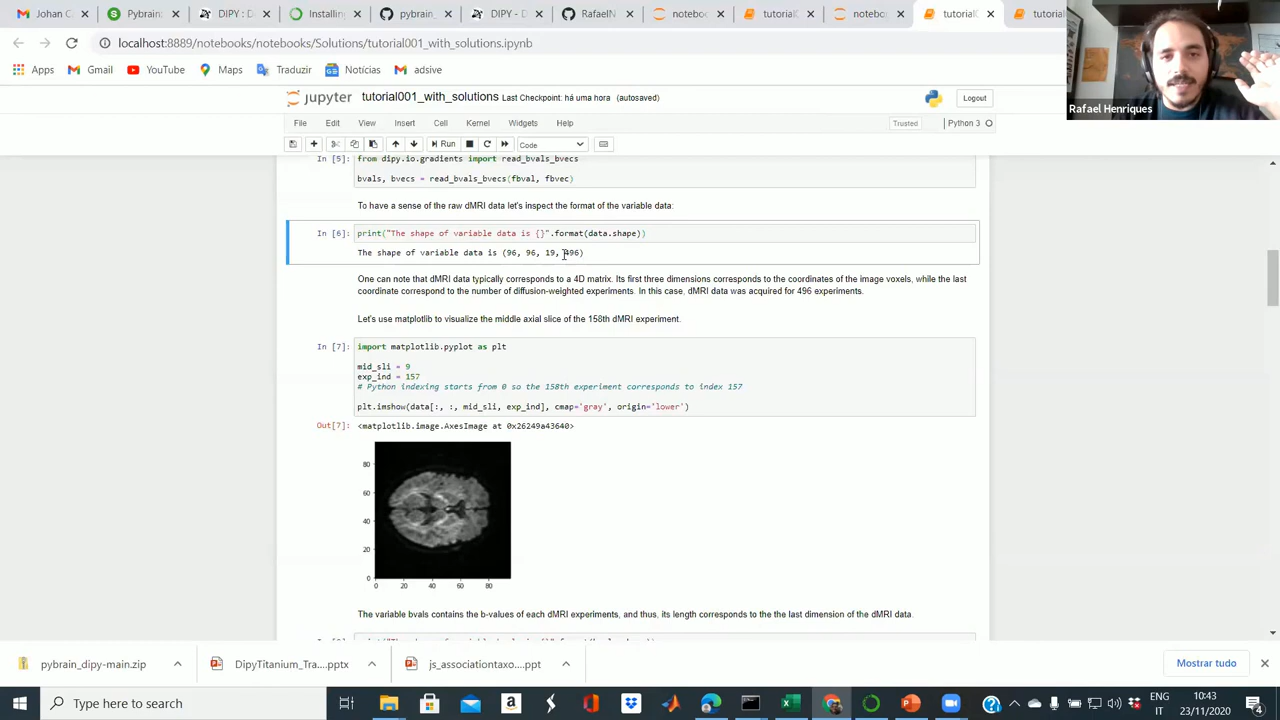 Johan C
Pybrain
DIPY : D
Installing
pybrain_
DIPY : D
RafaelN
notebo
tutorial
notebo
tutorial
tutorial
localhost:8889/notebooks/notebooks/Solutions/tutorial001_with_solutions.ipynb
Apps
Gmail
YouTube
Maps
Traduzir
Notícias
adsive
Rafael Henriques
jupyter
tutorial001_with_solutions
Last Checkpoint: há uma hora (autosaved)
Logout
File
Edit
View
Insert
Cell
Kernel
Widgets
Help
Trusted
Python 3
Run
Code
In [5]:
from dipy.io.gradients import read_bvals_bvecs
bvals, bvecs = read_bvals_bvecs(fbval, fbvec)
To have a sense of the raw dMRI data let's inspect the format of the variable data:
In [6]:
print("The shape of variable data is {}".format(data.shape))
The shape of variable data is (96, 96, 19, 496)
One can note that dMRI data typically corresponds to a 4D matrix. Its first three dimensions corresponds to the coordinates of the image voxels, while the last
coordinate correspond to the number of diffusion-weighted experiments. In this case, dMRI data was acquired for 496 experiments.
Let's use matplotlib to visualize the middle axial slice of the 158th dMRI experiment.
In [7]:
import matplotlib.pyplot as plt
mid_sli = 9
exp_ind = 157
# Python indexing starts from 0 so the 158th experiment corresponds to index 157
plt.imshow(data[:, :, mid_sli, exp_ind], cmap='gray', origin='lower')
Out[7]:
<matplotlib.image.AxesImage at 0x26249a43640>
80
60
40
20
0
0 20 40 60 80
The variable bvals contains the b-values of each dMRI experiments, and thus, its length corresponds to the the last dimension of the dMRI data.
pybrain_dipy-main.zip
DipyTitanium_Tra....pptx
js_associationtaxo....ppt
Mostrar tudo
Type here to search
ENG
IT
10:43
23/11/2020
4